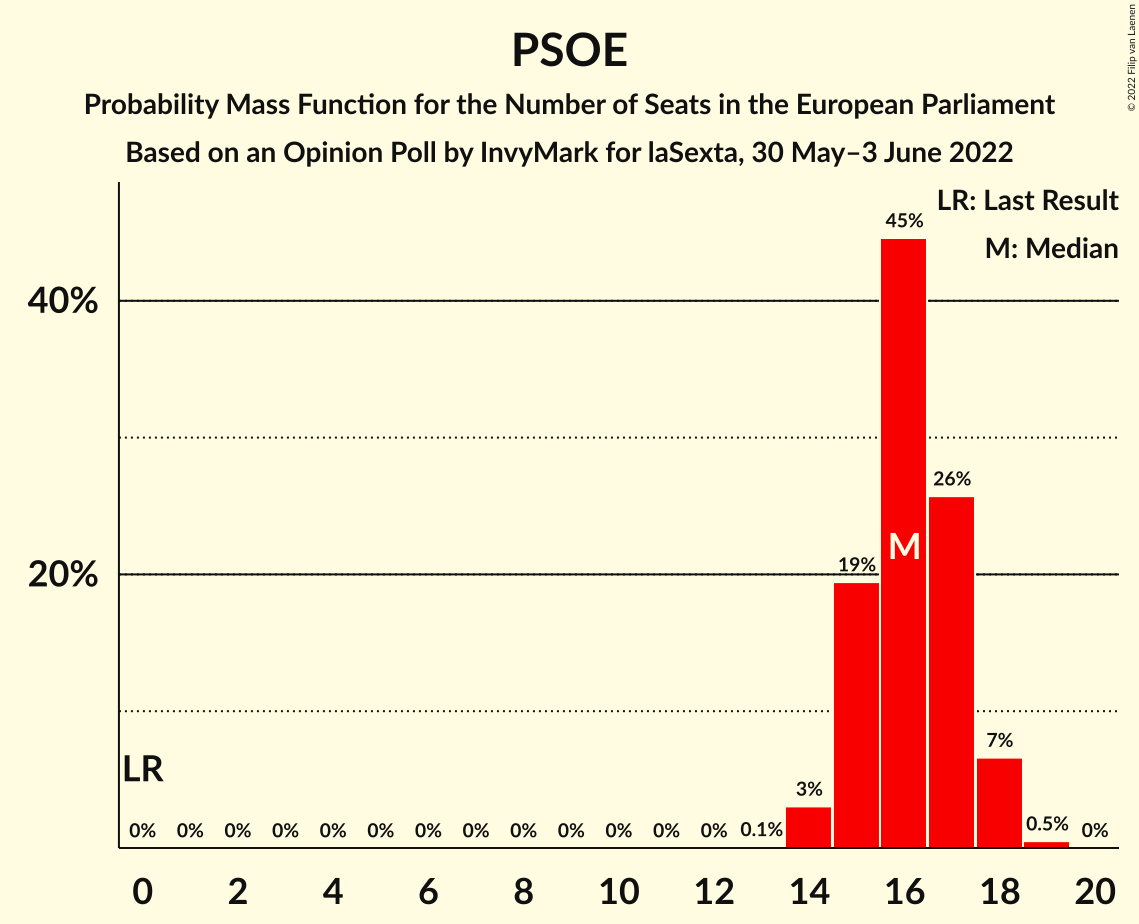 PSOE
Probability Mass Function for the Number of Seats in the European Parliament
Based on an Opinion Poll by InvyMark for laSexta, 30 May–3 June 2022
© 2022 Filip van Laenen
LR: Last Result
M: Median
45%
40%
26%
M
19%
20%
7%
LR
3%
0% 0% 0% 0% 0% 0% 0% 0% 0% 0% 0% 0% 0% 0.1% 0.5% 0%
0 2 4 6 8 10 12 14 16 18 20